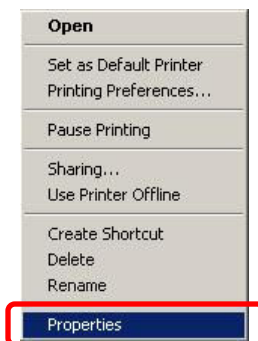 Open
Set as Default Printer
Printing Preferences...
Pause Printing
Sharing...
Use Printer Offline
Create Shortcut
Delete
Rename
Properties